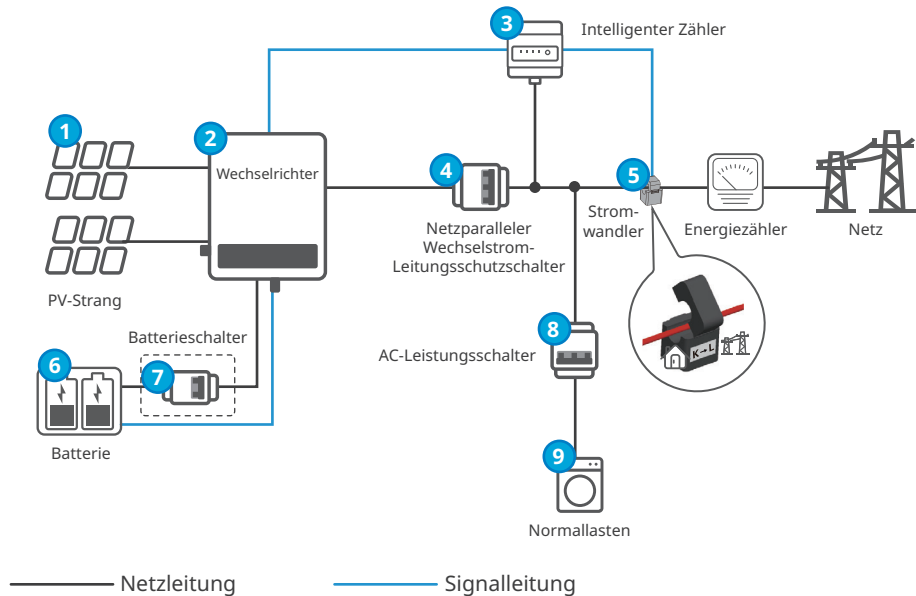 3
Intelligenter Zähler
1
2
Wechselrichter
4
5
Netzparalleler
Wechselstrom-
Leitungsschutzschalter
Strom-
wandler
Energiezähler
Netz
PV-Strang
Batterieschalter
8
AC-Leistungsschalter
K→L
6
7
Batterie
9
Normallasten
Netzleitung
Signalleitung